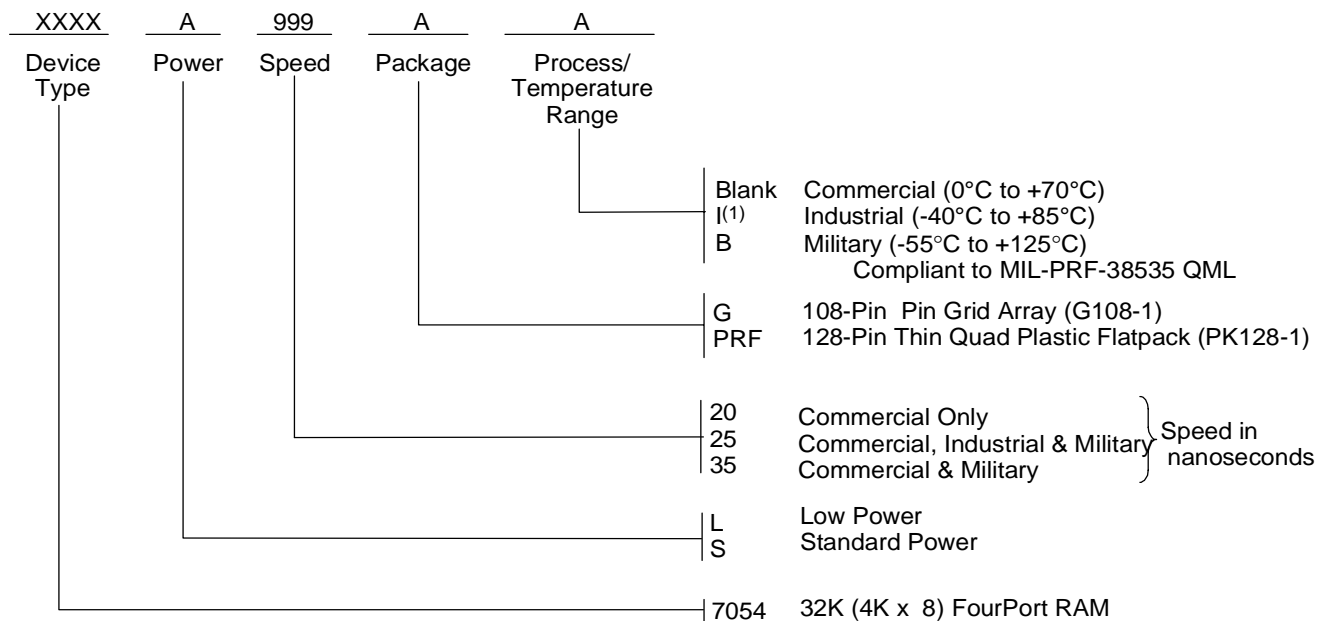 XXXX A 999 A A
Device Type Power Speed Package Process/ Temperature Range
Blank Commercial (0°C to +70°C)
I(1) Industrial (-40°C to +85°C)
B Military (-55°C to +125°C)
Compliant to MIL-PRF-38535 QML
G 108-Pin Pin Grid Array (G108-1)
PRF 128-Pin Thin Quad Plastic Flatpack (PK128-1)
20 Commercial Only
25 Commercial, Industrial & Military
35 Commercial & Military
Speed in
nanoseconds
L Low Power
S Standard Power
7054 32K (4K x 8) FourPort RAM